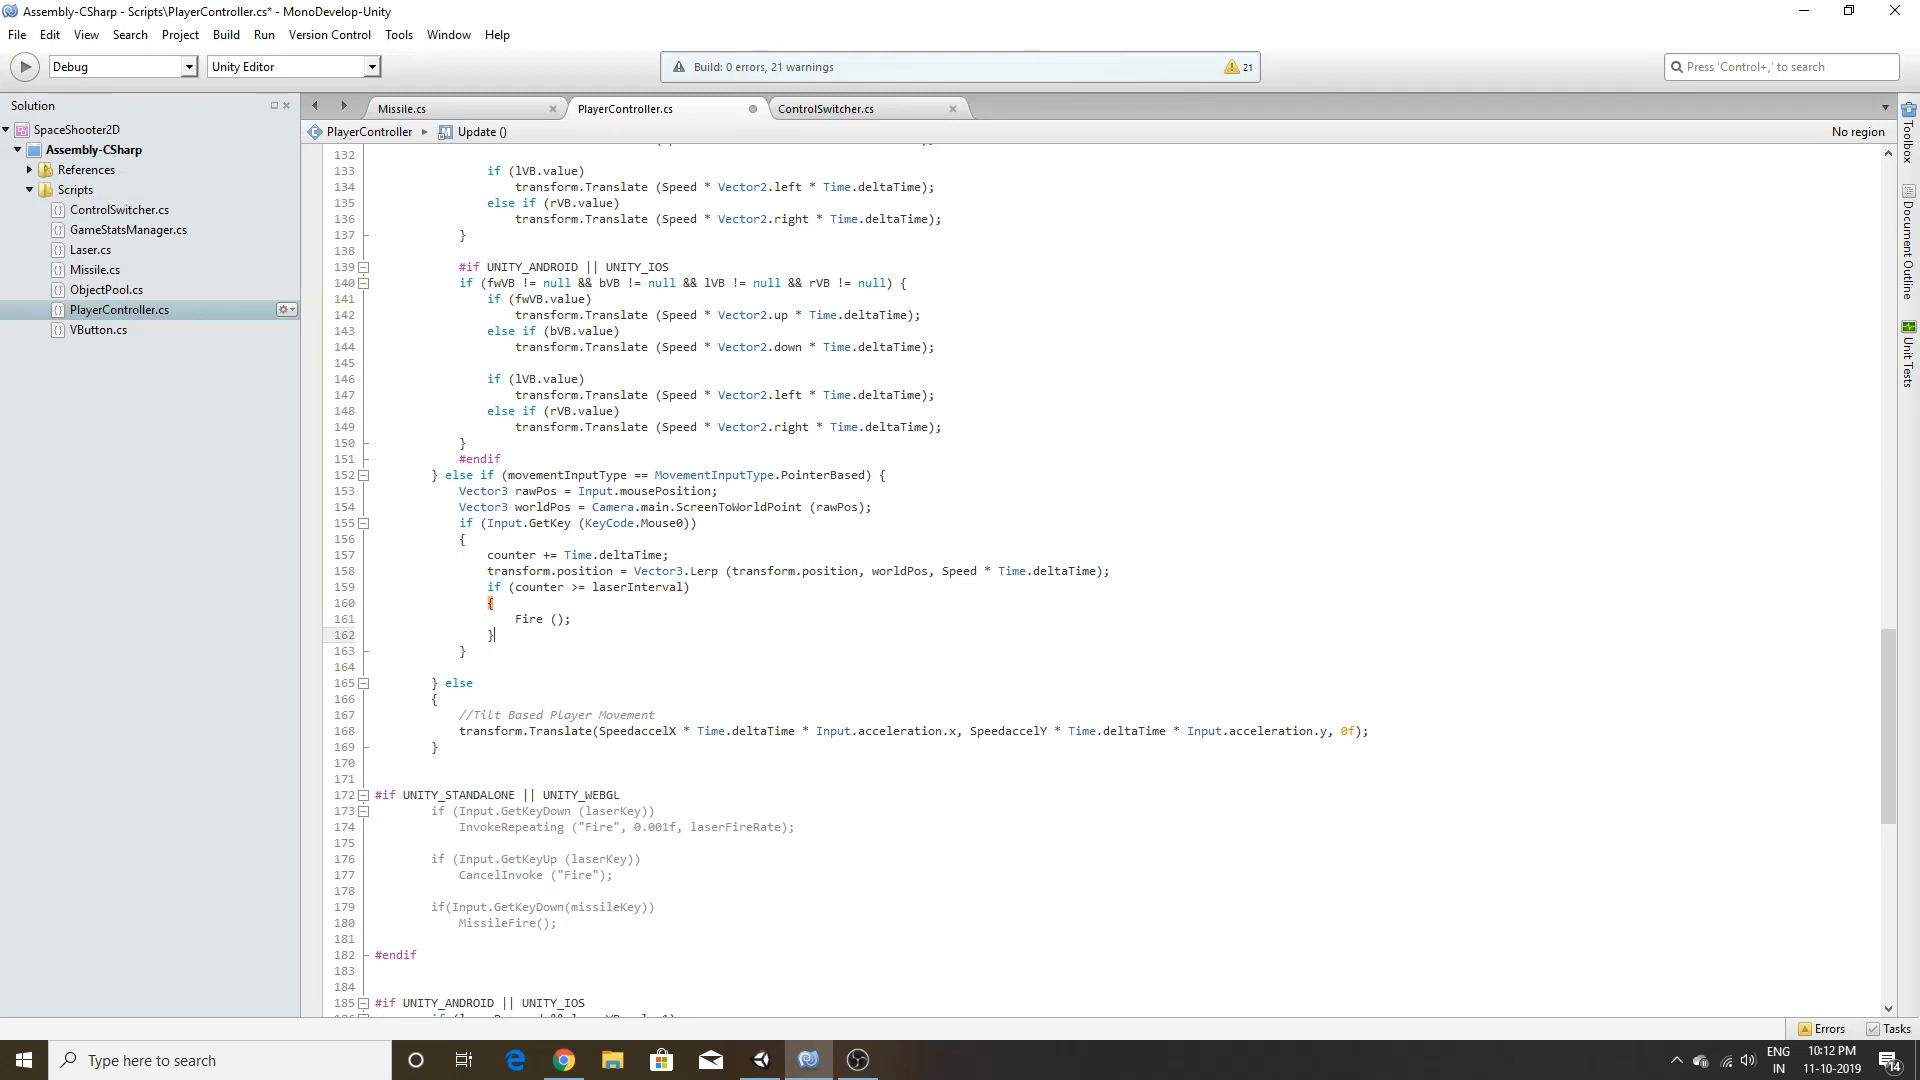 Assembly-CSharp - Scripts\PlayerController.cs* - MonoDevelop-Unity
File Edit View Search Project Build Run Version Control Tools Window Help
Debug Unity Editor Build: 0 errors, 21 warnings 21 Press 'Control+,' to search
Solution Missile.cs PlayerController.cs ControlSwitcher.cs
PlayerController Update () No region
SpaceShooter2D
Assembly-CSharp
References
Scripts
ControlSwitcher.cs
GameStatsManager.cs
Laser.cs
Missile.cs
ObjectPool.cs
PlayerController.cs
VButton.cs
132
133 if (lVB.value)
134 transform.Translate (Speed * Vector2.left * Time.deltaTime);
135 else if (rVB.value)
136 transform.Translate (Speed * Vector2.right * Time.deltaTime);
137 }
138
139 #if UNITY_ANDROID || UNITY_IOS
140 if (fwVB != null && bVB != null && lVB != null && rVB != null) {
141 if (fwVB.value)
142 transform.Translate (Speed * Vector2.up * Time.deltaTime);
143 else if (bVB.value)
144 transform.Translate (Speed * Vector2.down * Time.deltaTime);
145
146 if (lVB.value)
147 transform.Translate (Speed * Vector2.left * Time.deltaTime);
148 else if (rVB.value)
149 transform.Translate (Speed * Vector2.right * Time.deltaTime);
150 }
151 #endif
152 } else if (movementInputType == MovementInputType.PointerBased) {
153 Vector3 rawPos = Input.mousePosition;
154 Vector3 worldPos = Camera.main.ScreenToWorldPoint (rawPos);
155 if (Input.GetKey (KeyCode.Mouse0))
156 {
157 counter += Time.deltaTime;
158 transform.position = Vector3.Lerp (transform.position, worldPos, Speed * Time.deltaTime);
159 if (counter >= laserInterval)
160 {
161 Fire ();
162 }
163 }
164
165 } else
166 {
167 //Tilt Based Player Movement
168 transform.Translate(SpeedaccelX * Time.deltaTime * Input.acceleration.x, SpeedaccelY * Time.deltaTime * Input.acceleration.y, 0f);
169 }
170
171
172 #if UNITY_STANDALONE || UNITY_WEBGL
173 if (Input.GetKeyDown (laserKey))
174 InvokeRepeating ("Fire", 0.001f, laserFireRate);
175
176 if (Input.GetKeyUp (laserKey))
177 CancelInvoke ("Fire");
178
179 if(Input.GetKeyDown(missileKey))
180 MissileFire();
181
182 #endif
183
184
185 #if UNITY_ANDROID || UNITY_IOS
Toolbox
Document Outline
Unit Tests
Errors Tasks
Type here to search
ENG
IN
10:12 PM
11-10-2019
14